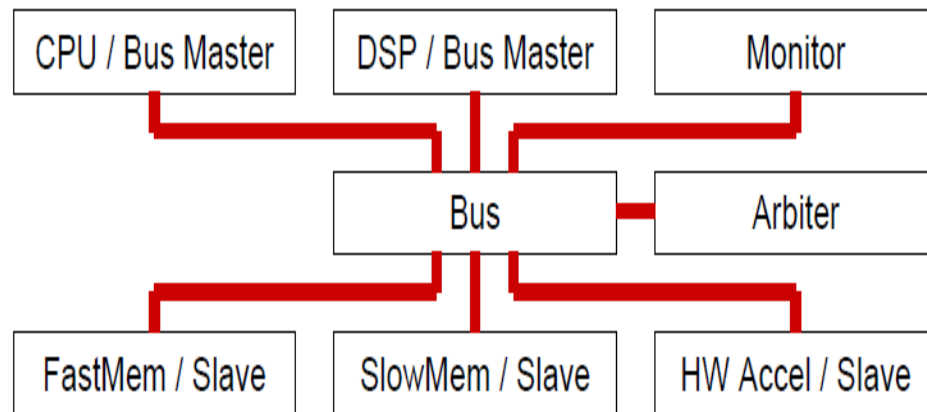 CPU / Bus Master
DSP / Bus Master
Monitor
Bus
Arbiter
FastMem / Slave
SlowMem / Slave
HW Accel / Slave